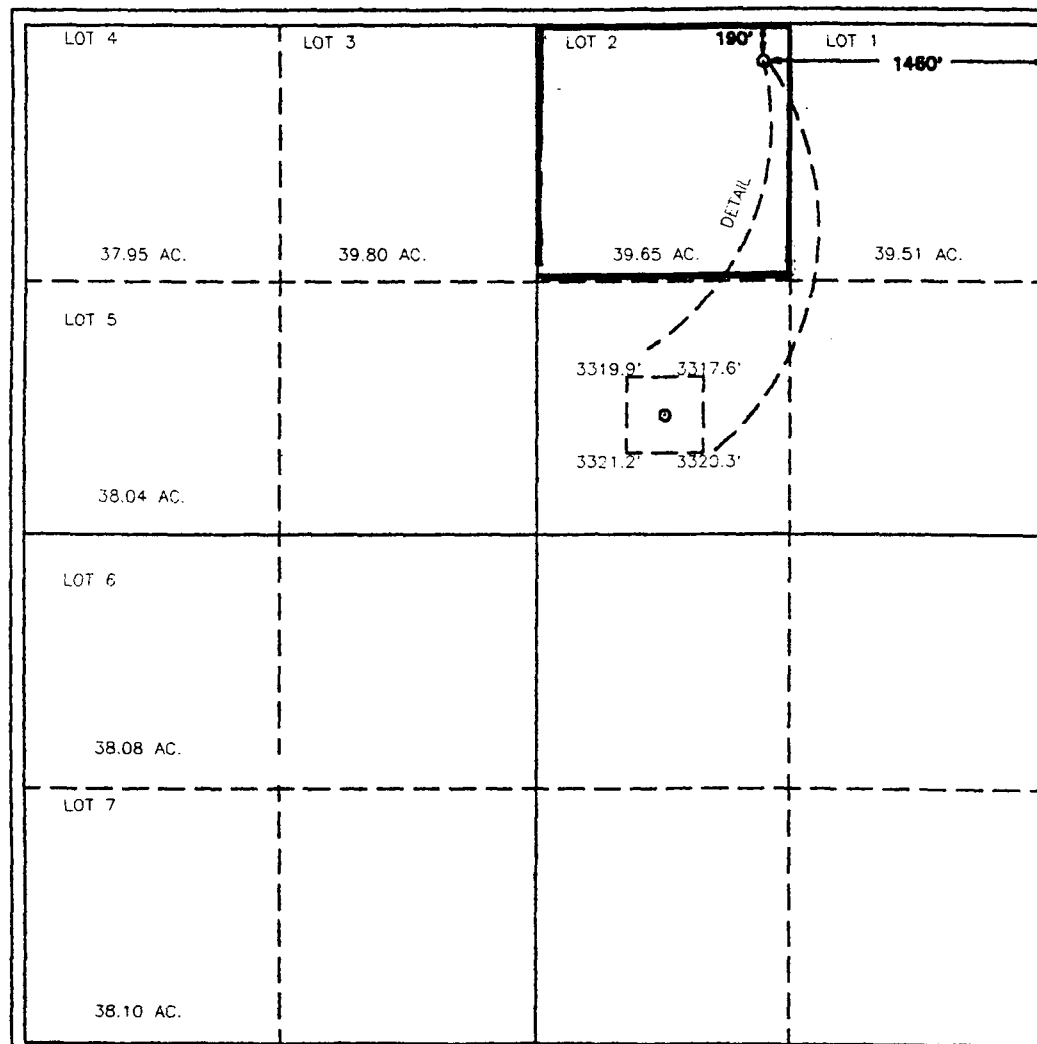 LOT 4
LOT 3
LOT 2
190'
LOT 1
1460'
DETAIL
37.95 AC.
39.80 AC.
39.65 AC.
39.51 AC.
LOT 5
3319.9'
3317.6'
3321.2'
3320.3'
38.04 AC.
LOT 6
38.08 AC.
LOT 7
38.10 AC.